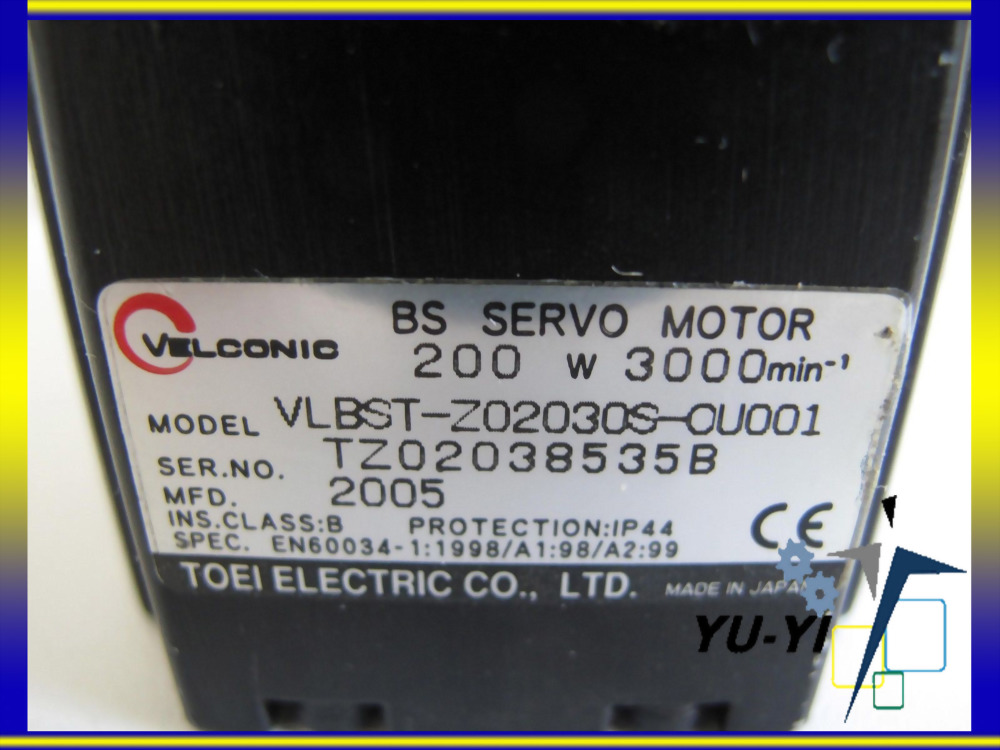 VELCONIC
BS SERVO MOTOR
200 W 3000min⁻¹
MODEL VLBST-Z02030S-OU001
SER.NO. TZ02038535B
MFD. 2005
INS.CLASS:B PROTECTION:IP44
SPEC. EN60034-1:1998/A1:98/A2:99
CE
TOEI ELECTRIC CO., LTD. MADE IN JAPAN
YU-YI